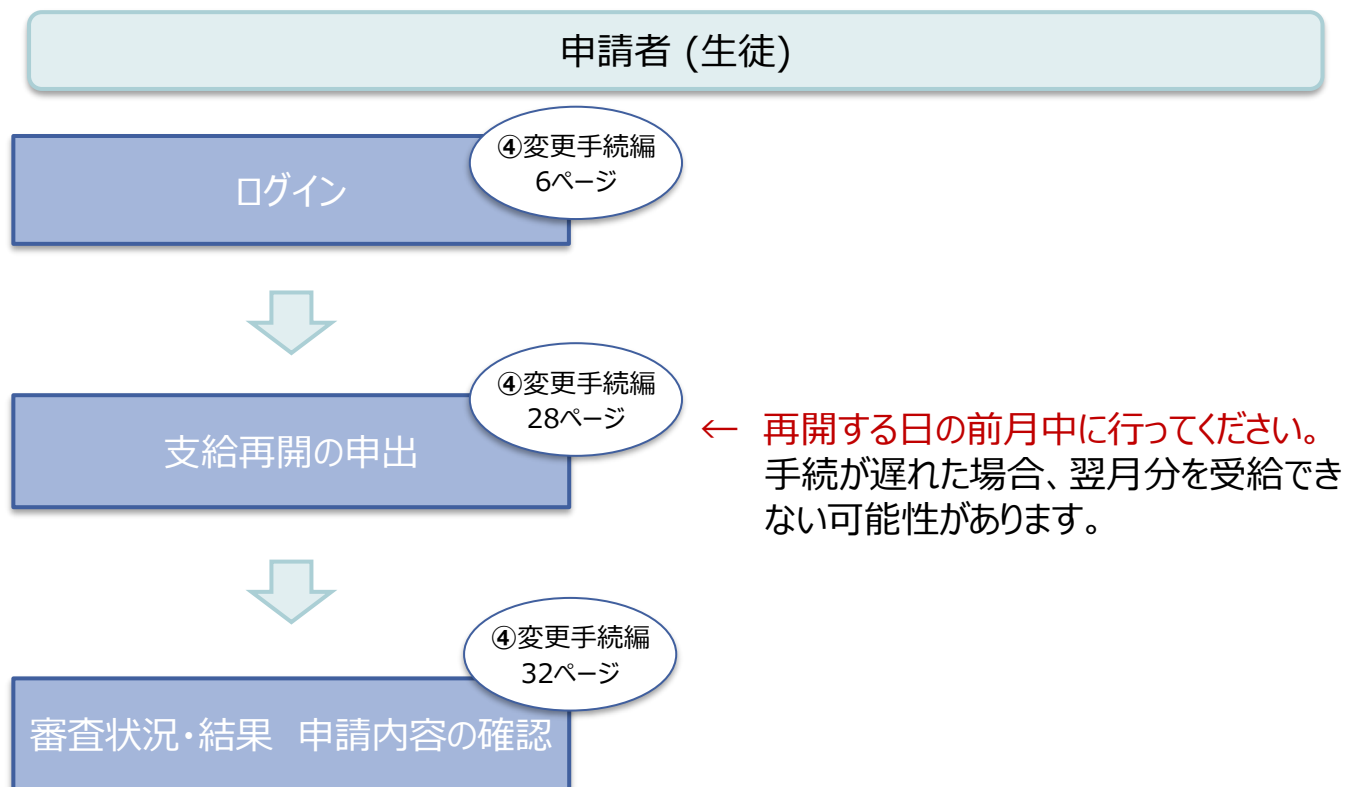 申請者 (生徒)
④変更手続編
6ページ
ログイン
④変更手続編
28ページ
支給再開の申出
← 再開する日の前月中に行ってください。
手続が遅れた場合、翌月分を受給でき
ない可能性があります。
④変更手続編
32ページ
審査状況・結果　申請内容の確認